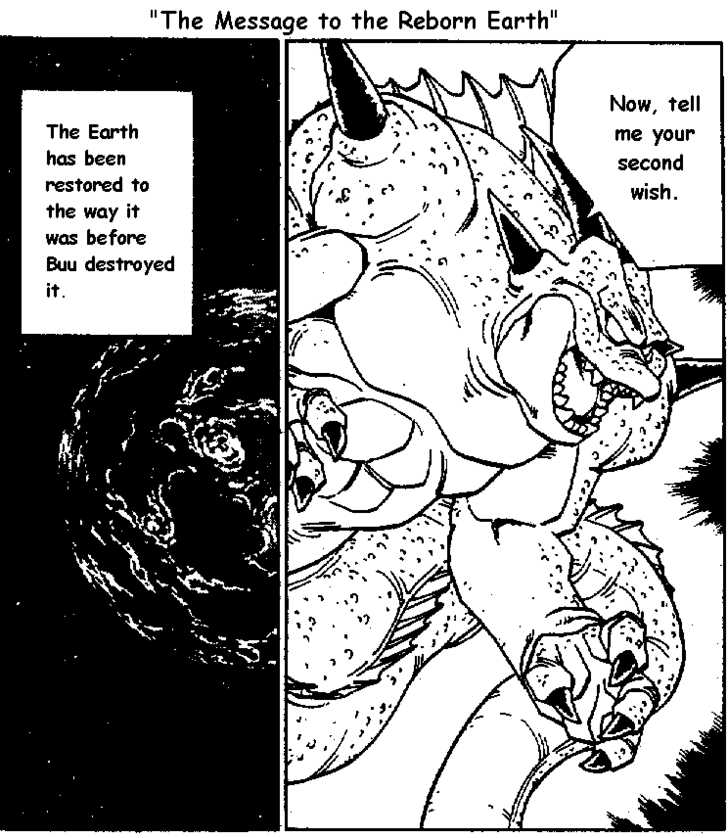 "The Message to the Reborn Earth"
The Earth
has been
restored to
the way it
was before
Buu destroyed
it.
Now, tell
me your
second
wish.